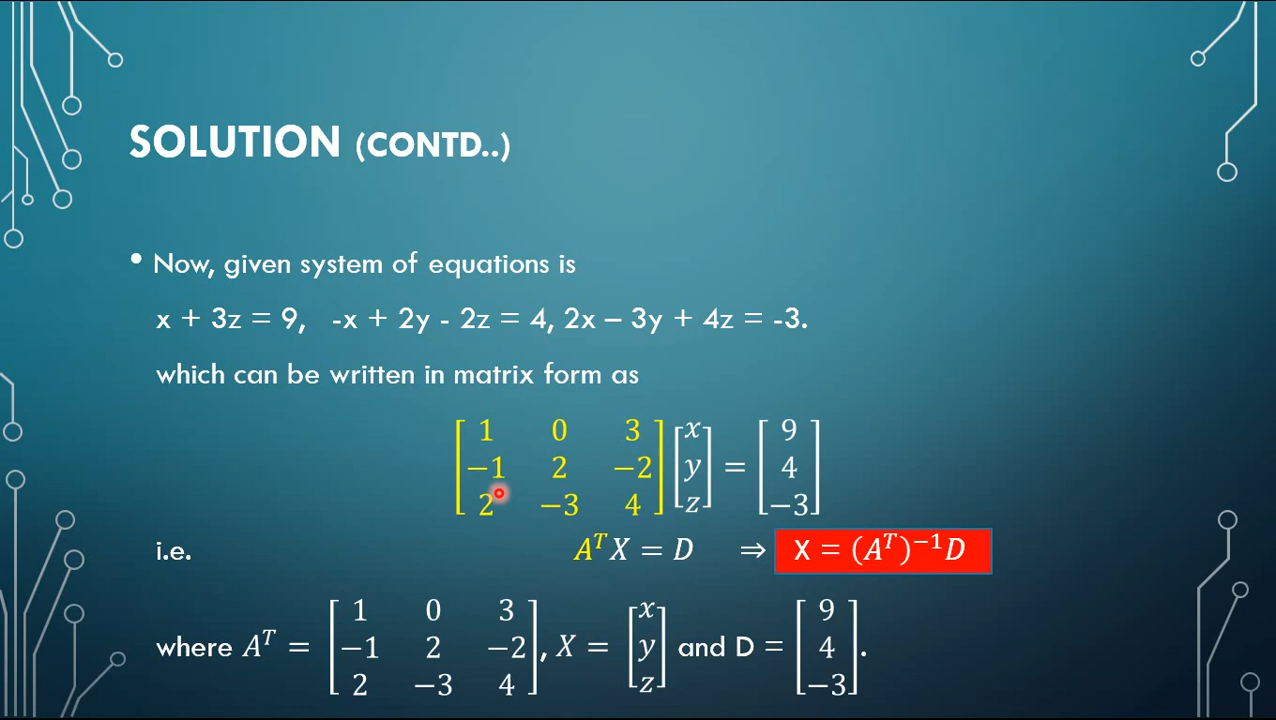 SOLUTION (CONTD..)
• Now, given system of equations is
x + 3z = 9, -x + 2y - 2z = 4, 2x – 3y + 4z = -3.
which can be written in matrix form as
[1 0 3; −1 2 −2; 2 −3 4] [x; y; z] = [9; 4; −3]
i.e. A^T X = D ⇒ X = (A^T)^−1 D
where A^T = [1 0 3; −1 2 −2; 2 −3 4], X = [x; y; z] and D = [9; 4; −3].